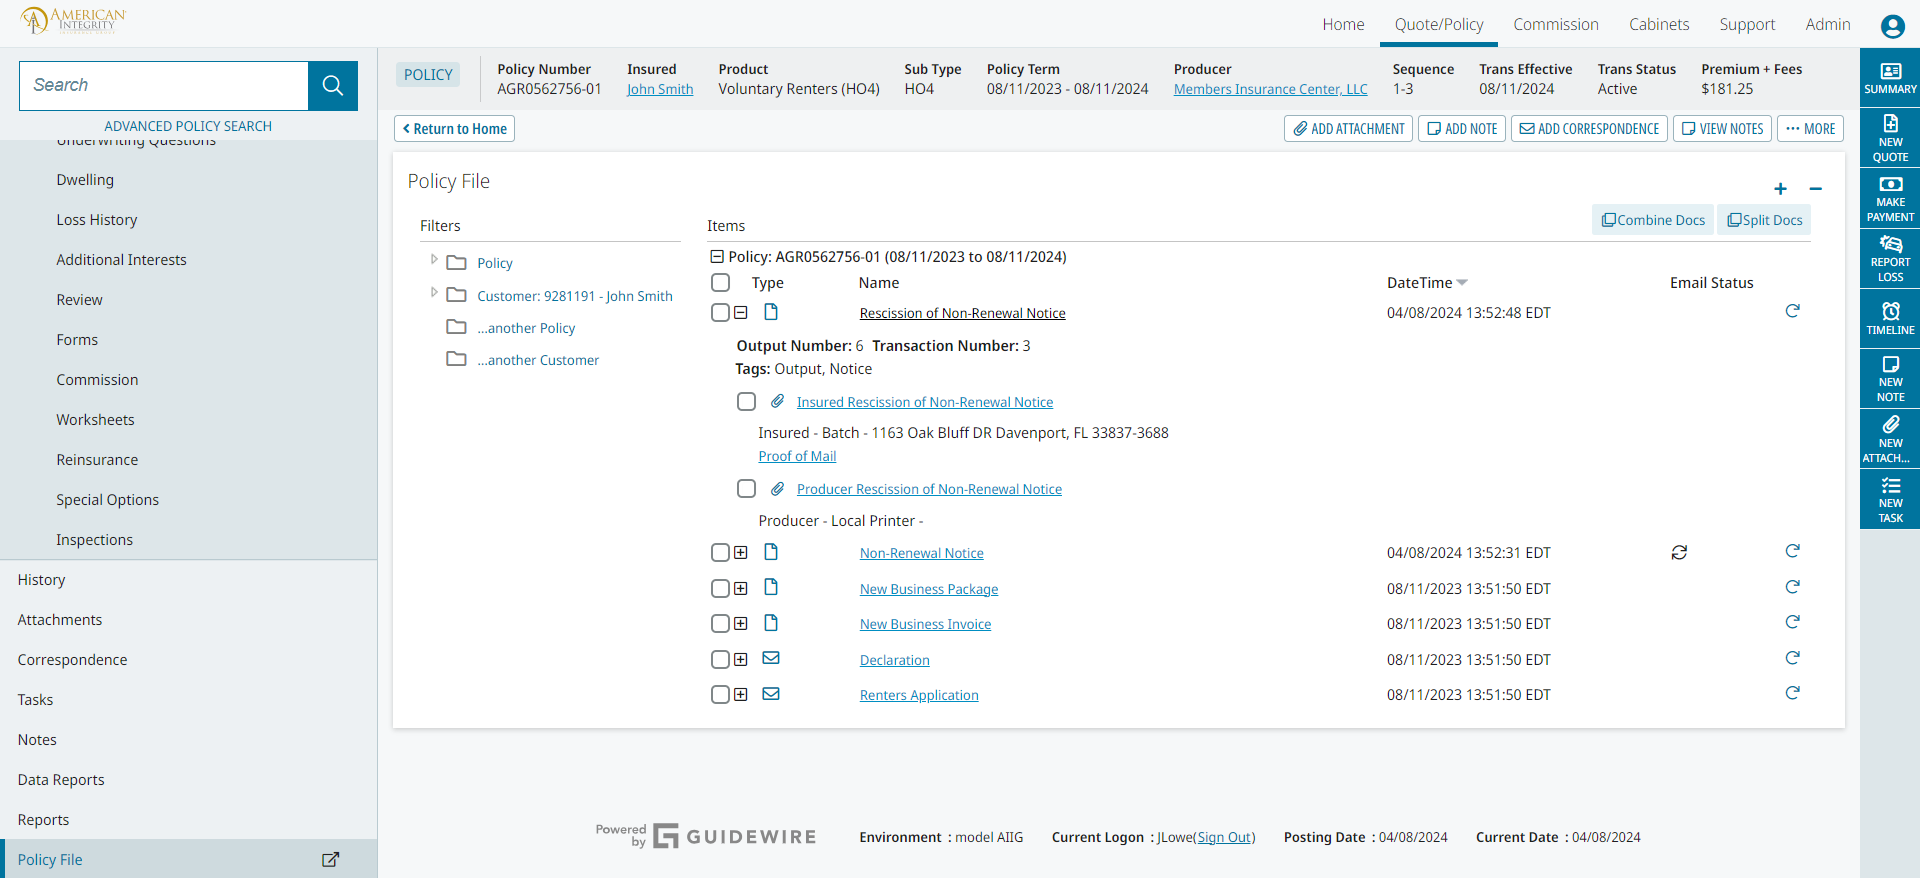 AMERICAN
INTEGRITY
Home
Quote/Policy
Commission
Cabinets
Support
Admin
Search
ADVANCED POLICY SEARCH
Underwriting Questions
Dwelling
Loss History
Additional Interests
Review
Forms
Commission
Worksheets
Reinsurance
Special Options
Inspections
History
Attachments
Correspondence
Tasks
Notes
Data Reports
Reports
Policy File
POLICY
Policy Number
AGR0562756-01
Insured
John Smith
Product
Voluntary Renters (HO4)
Sub Type
HO4
Policy Term
08/11/2023 - 08/11/2024
Producer
Members Insurance Center, LLC
Sequence
1-3
Trans Effective
08/11/2024
Trans Status
Active
Premium + Fees
$181.25
Return to Home
ADD ATTACHMENT
ADD NOTE
ADD CORRESPONDENCE
VIEW NOTES
MORE
Policy File
Filters
Policy
Customer: 9281191 - John Smith
...another Policy
...another Customer
Items
Combine Docs
Split Docs
Policy: AGR0562756-01 (08/11/2023 to 08/11/2024)
Type Name DateTime Email Status
Rescission of Non-Renewal Notice 04/08/2024 13:52:48 EDT
Output Number: 6 Transaction Number: 3
Tags: Output, Notice
Insured Rescission of Non-Renewal Notice
Insured - Batch - 1163 Oak Bluff DR Davenport, FL 33837-3688
Proof of Mail
Producer Rescission of Non-Renewal Notice
Producer - Local Printer -
Non-Renewal Notice 04/08/2024 13:52:31 EDT
New Business Package 08/11/2023 13:51:50 EDT
New Business Invoice 08/11/2023 13:51:50 EDT
Declaration 08/11/2023 13:51:50 EDT
Renters Application 08/11/2023 13:51:50 EDT
SUMMARY
NEW
QUOTE
MAKE
PAYMENT
REPORT
LOSS
TIMELINE
NEW
NOTE
NEW
ATTACH...
NEW
TASK
Powered
by
GUIDEWIRE
Environment : model AIIG
Current Logon : JLowe(Sign Out)
Posting Date : 04/08/2024
Current Date : 04/08/2024